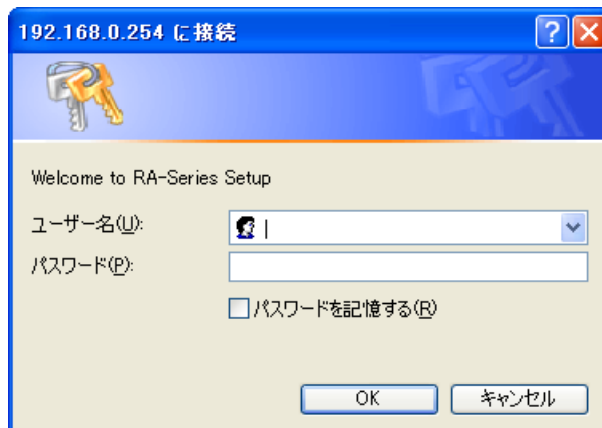 192.168.0.254 に接続
Welcome to RA-Series Setup
ユーザー名(U):
パスワード(P):
パスワードを記憶する(R)
OK
キャンセル